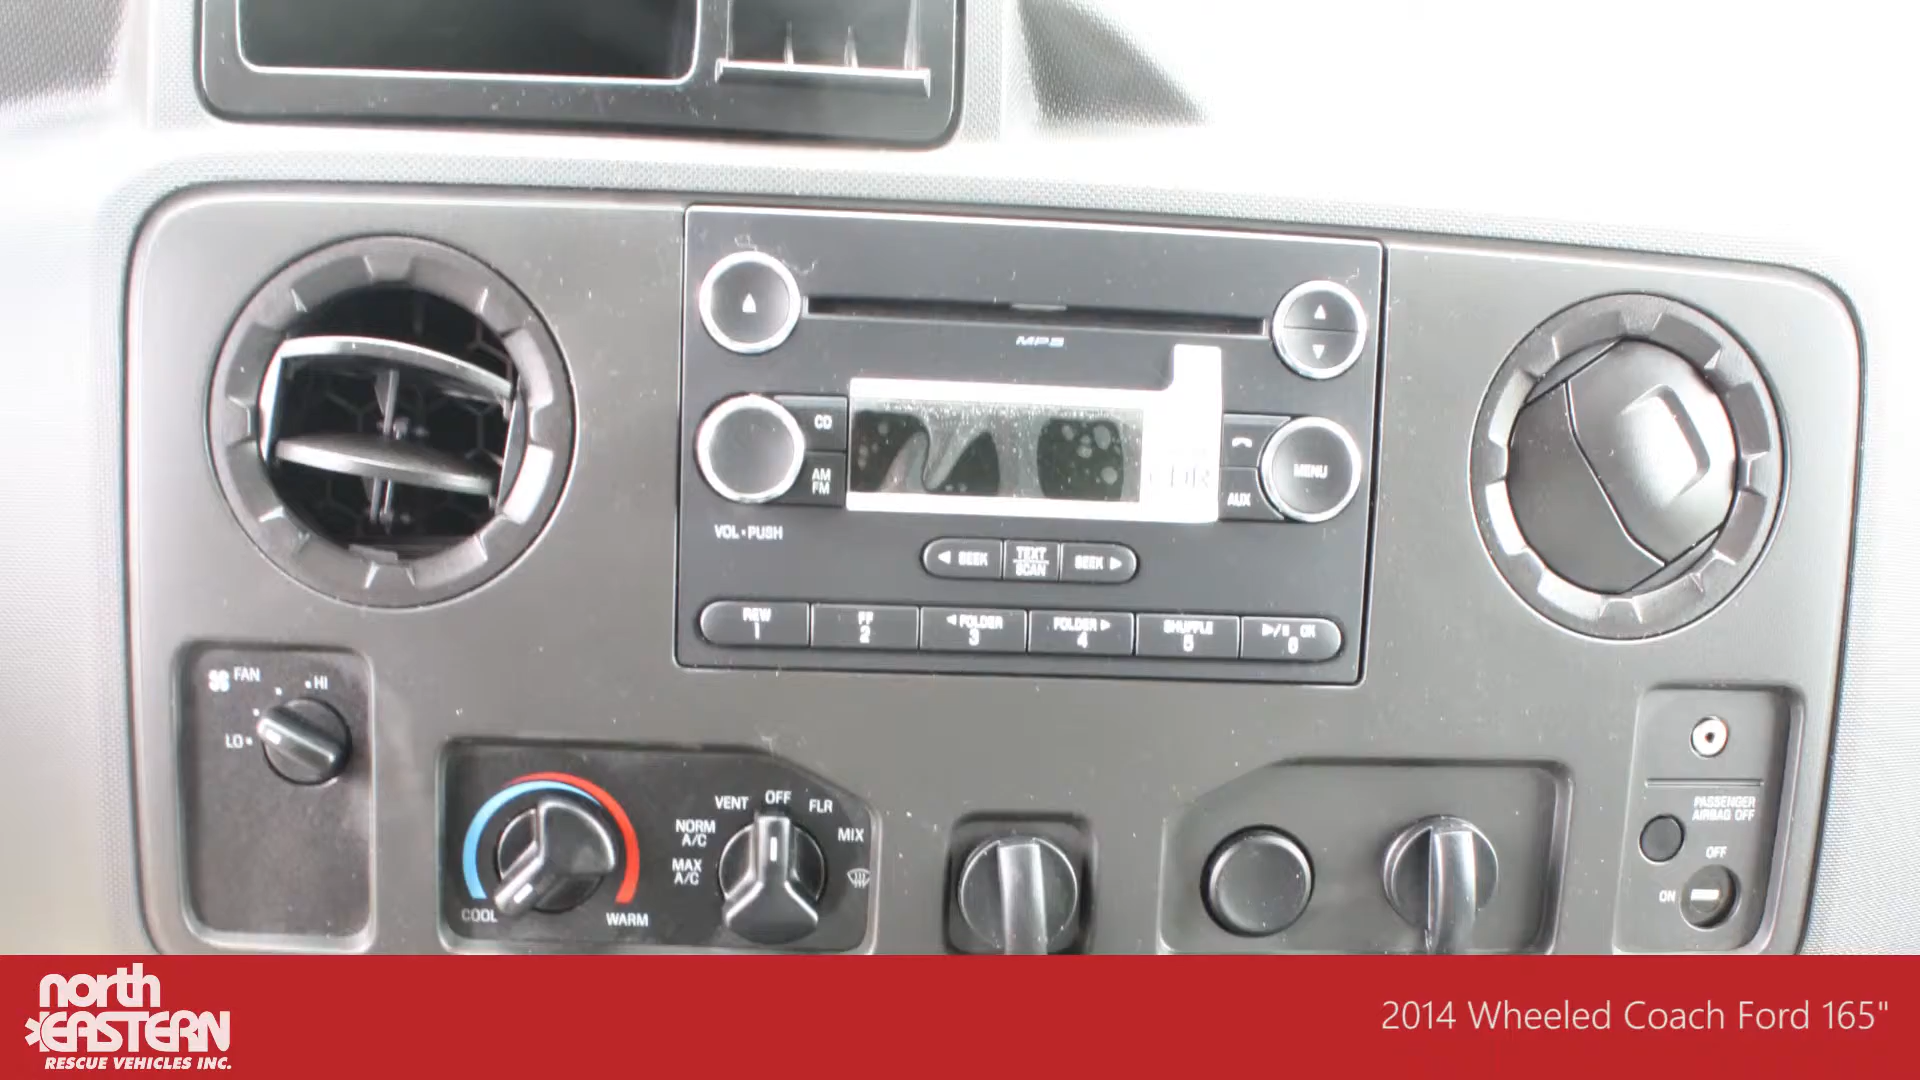 MP3
CD
AM
FM
MENU
AUX
VOL•PUSH
◀ SEEK
TEXT
SCAN
SEEK ▶
REW
1
FF
2
◀ FOLDER
3
FOLDER ▶
4
SHUFFLE
5
▷/II OK
6
FAN
HI
LO
COOL
WARM
VENT
OFF
FLR
NORM
A/C
MIX
MAX
A/C
PASSENGER
AIRBAG OFF
OFF
ON
north
EASTERN
RESCUE VEHICLES INC.
2014 Wheeled Coach Ford 165"